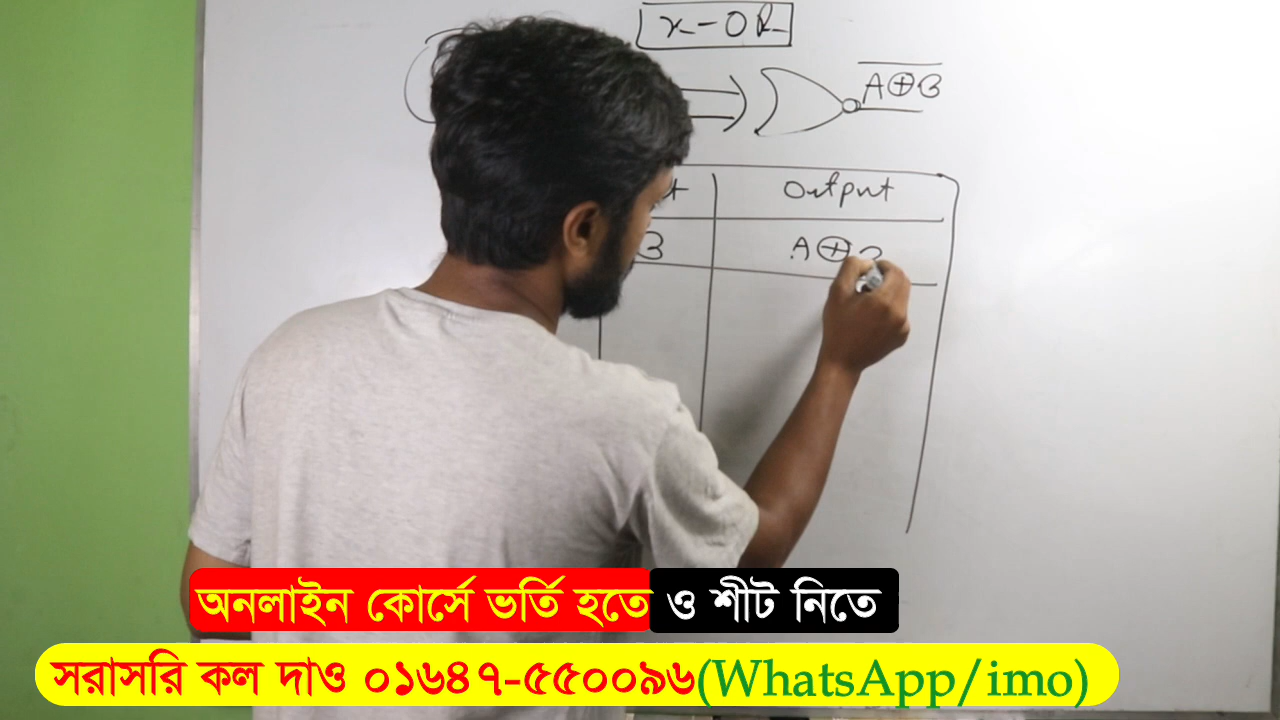 X-OR
A⊕B̅
Output
B
A⊕B
অনলাইন কোর্সে ভর্তি হতে ও শীট নিতে
সরাসরি কল দাও ০১৬৪৭-৫৫০০৯৬(WhatsApp/imo)